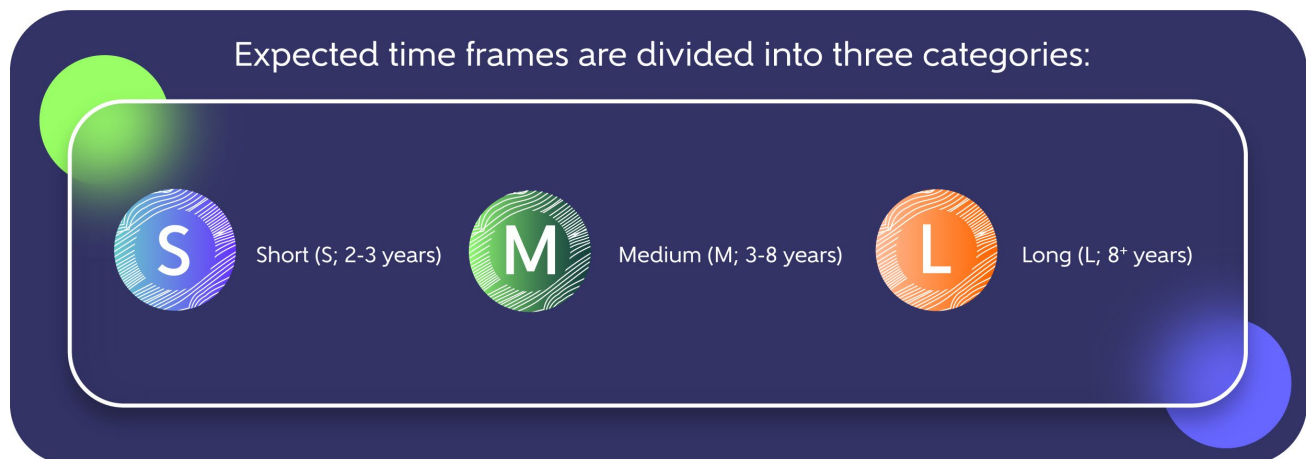 Expected time frames are divided into three categories:
S
Short (S; 2-3 years)
M
Medium (M; 3-8 years)
L
Long (L; 8⁺ years)